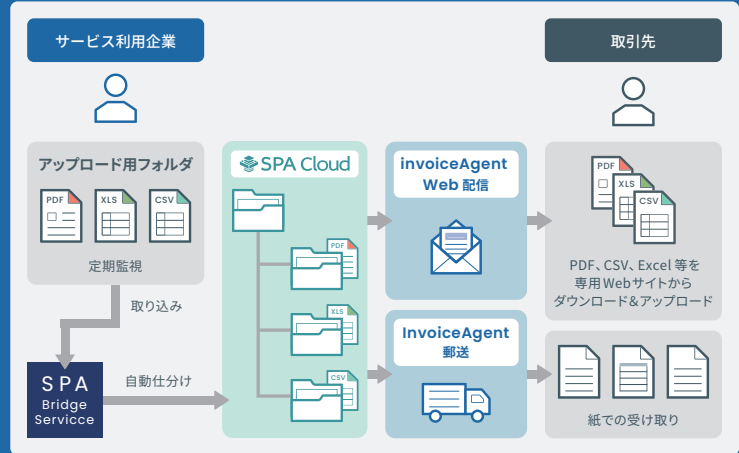 サービス利用企業
取引先
アップロード用フォルダ
PDF
XLS
CSV
定期監視
取り込み
SPA
Bridge
Servicce
自動仕分け
SPA Cloud
PDF
XLS
CSV
invoiceAgent
Web 配信
InvoiceAgent
郵送
PDF
XLS
CSV
PDF、CSV、Excel 等を
専用Webサイトから
ダウンロード&アップロード
紙での受け取り